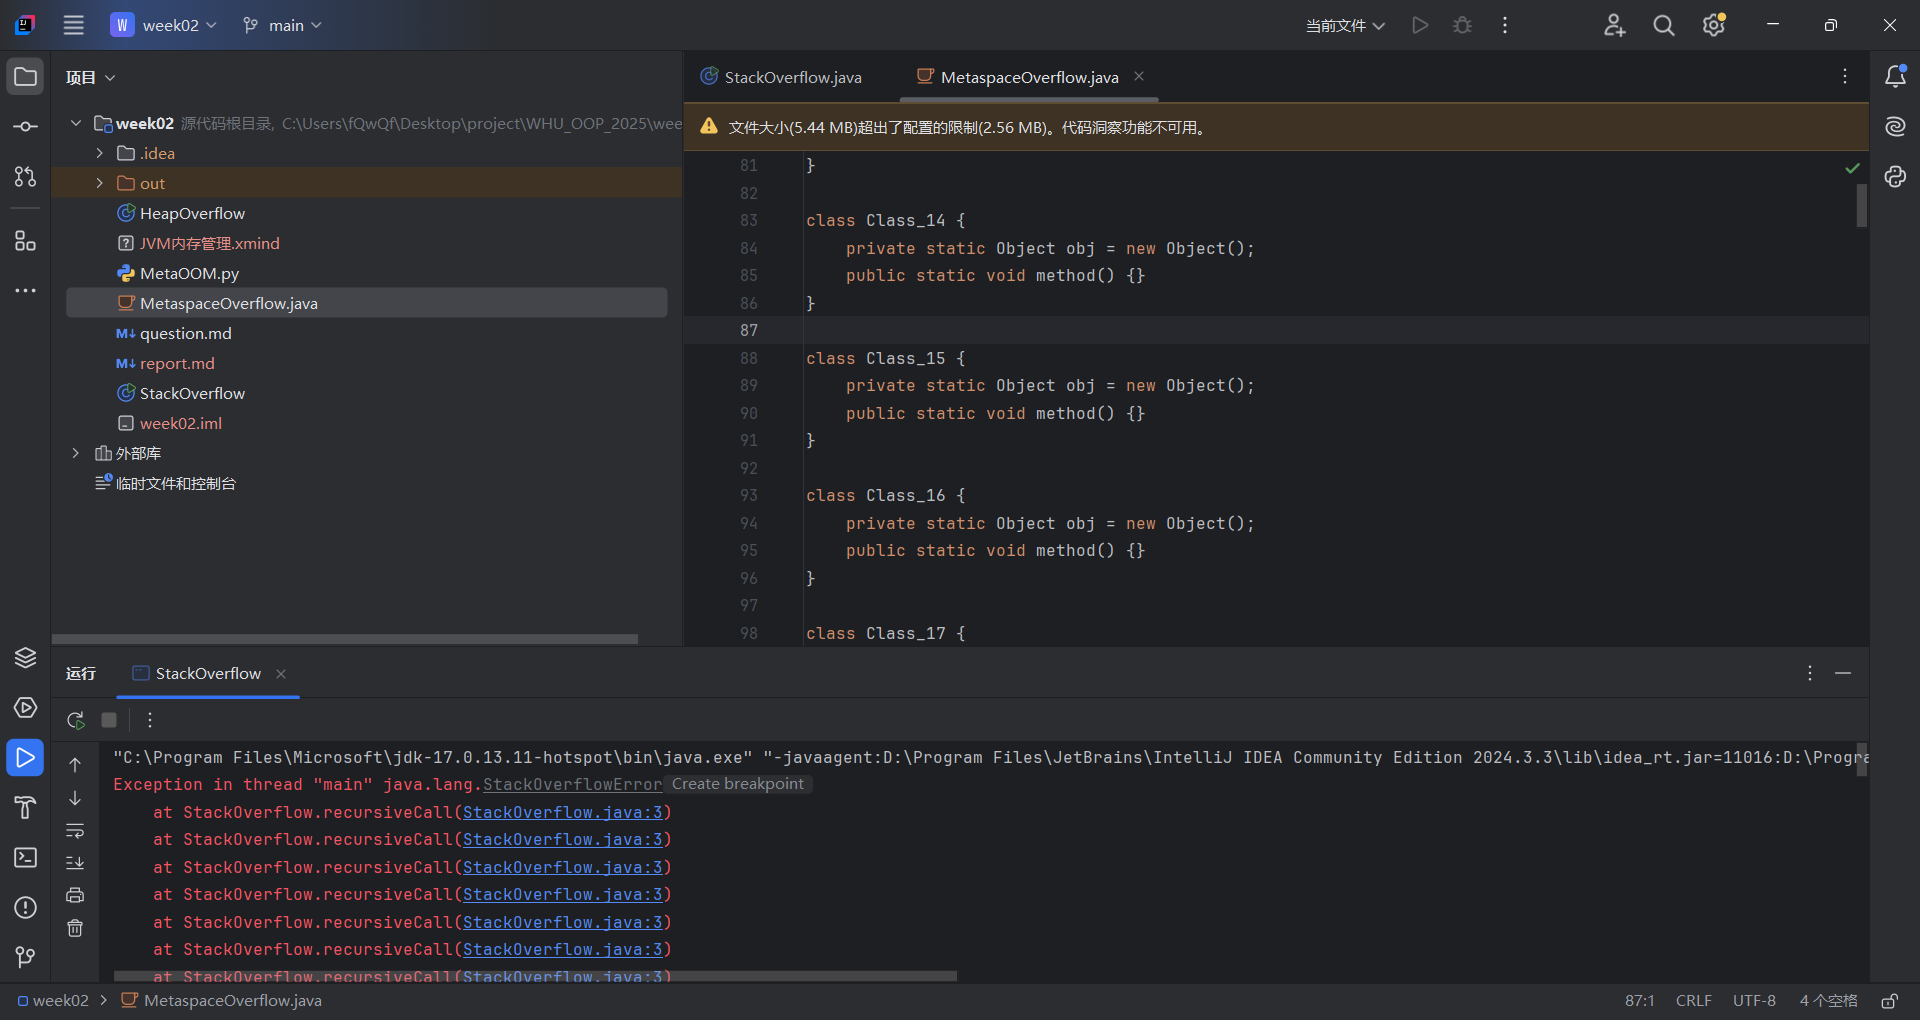 W week02 main 当前文件
项目
week02 源代码根目录, C:\Users\fQwQf\Desktop\project\WHU_OOP_2025\wee
.idea
out
HeapOverflow
JVM内存管理.xmind
MetaOOM.py
MetaspaceOverflow.java
M↓ question.md
M↓ report.md
StackOverflow
week02.iml
外部库
临时文件和控制台
StackOverflow.java MetaspaceOverflow.java
文件大小(5.44 MB)超出了配置的限制(2.56 MB)。代码洞察功能不可用。
81 }
82
83 class Class_14 {
84 private static Object obj = new Object();
85 public static void method() {}
86 }
87
88 class Class_15 {
89 private static Object obj = new Object();
90 public static void method() {}
91 }
92
93 class Class_16 {
94 private static Object obj = new Object();
95 public static void method() {}
96 }
97
98 class Class_17 {
运行 StackOverflow
"C:\Program Files\Microsoft\jdk-17.0.13.11-hotspot\bin\java.exe" "-javaagent:D:\Program Files\JetBrains\IntelliJ IDEA Community Edition 2024.3.3\lib\idea_rt.jar=11016:D:\Progra
Exception in thread "main" java.lang.StackOverflowError Create breakpoint
at StackOverflow.recursiveCall(StackOverflow.java:3)
at StackOverflow.recursiveCall(StackOverflow.java:3)
at StackOverflow.recursiveCall(StackOverflow.java:3)
at StackOverflow.recursiveCall(StackOverflow.java:3)
at StackOverflow.recursiveCall(StackOverflow.java:3)
at StackOverflow.recursiveCall(StackOverflow.java:3)
at StackOverflow.recursiveCall(StackOverflow.java:3)
week02 MetaspaceOverflow.java 87:1 CRLF UTF-8 4 个空格